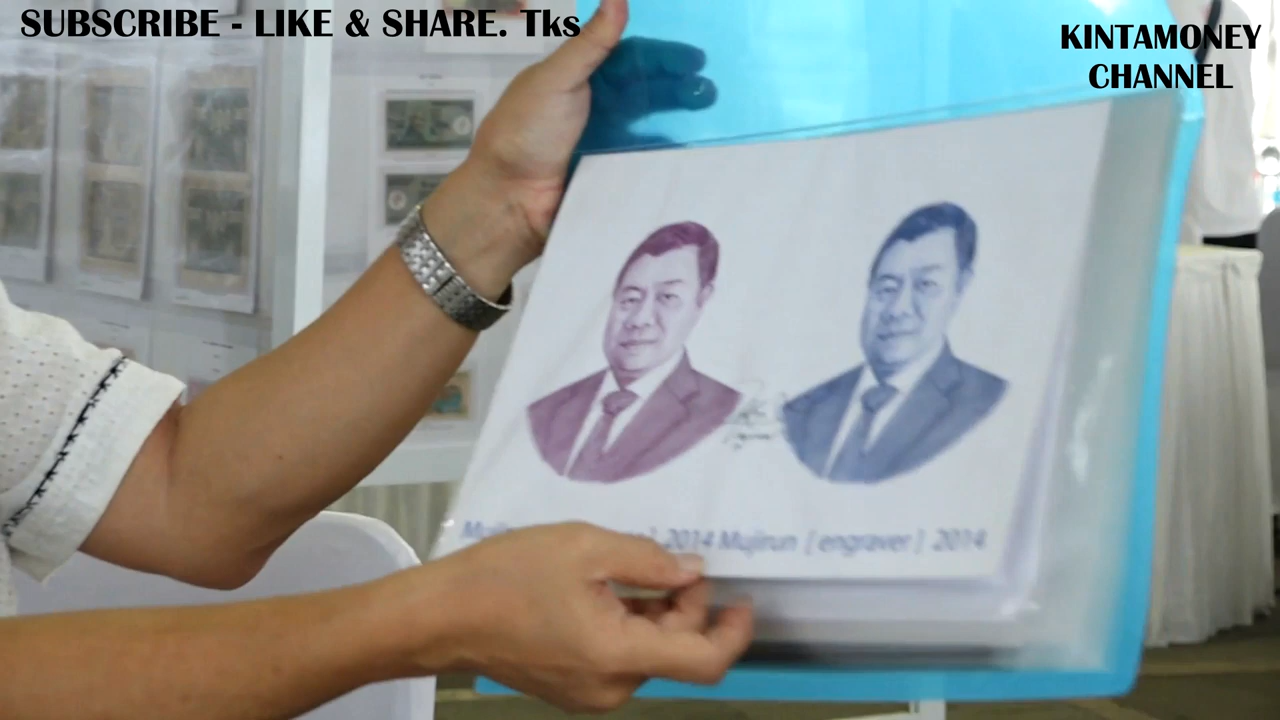 SUBSCRIBE - LIKE & SHARE. Tks
KINTAMONEY
CHANNEL
2014 Mujirun [engraver] 2014